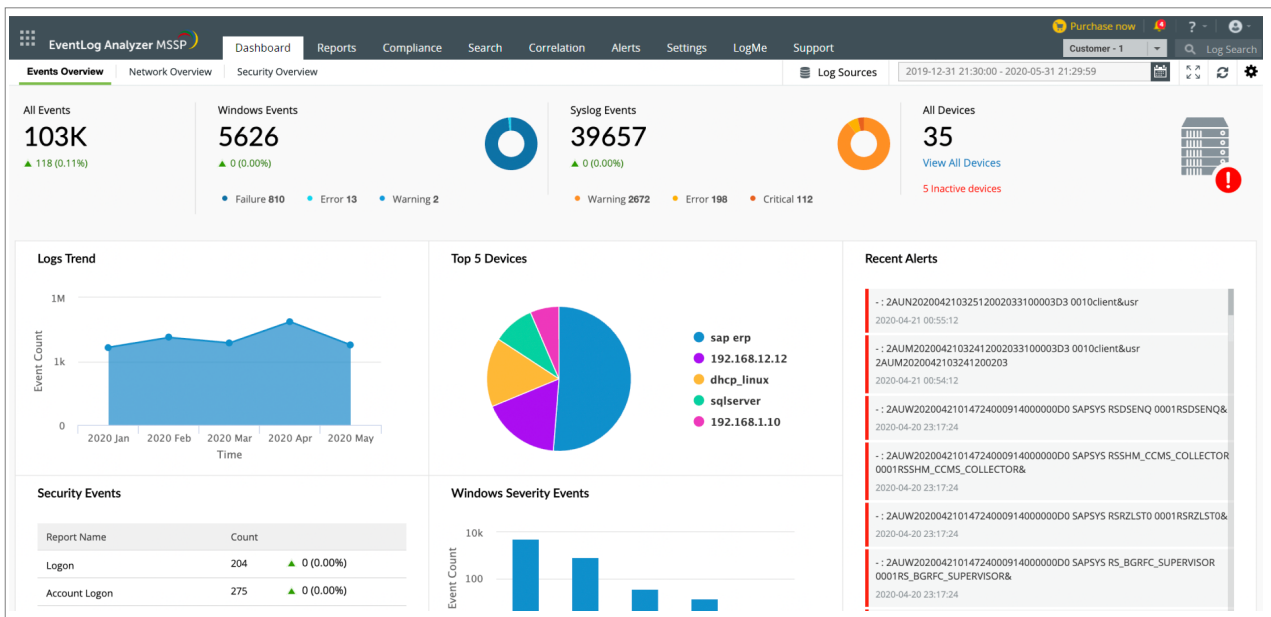 Purchase now
?
EventLog Analyzer MSSP
Dashboard
Reports
Compliance
Search
Correlation
Alerts
Settings
LogMe
Support
Customer - 1
Log Search
Events Overview
Network Overview
Security Overview
Log Sources
2019-12-31 21:30:00 - 2020-05-31 21:29:59
All Events
103K
118 (0.11%)
Windows Events
5626
0 (0.00%)
Failure 810
Error 13
Warning 2
Syslog Events
39657
0 (0.00%)
Warning 2672
Error 198
Critical 112
All Devices
35
View All Devices
5 Inactive devices
Logs Trend
1M
1k
0
Event Count
2020 Jan
2020 Feb
2020 Mar
2020 Apr
2020 May
Time
Top 5 Devices
sap erp
192.168.12.12
dhcp_linux
sqlserver
192.168.1.10
Recent Alerts
- : 2AUN20200421032512002033100003D3 0010client&usr
2020-04-21 00:55:12
- : 2AUM20200421032412002033100003D3 0010client&usr
2AUM2020042103241200203
2020-04-21 00:54:12
- : 2AUW20200421014724000914000000D0 SAPSYS RSDSENQ 0001RSDSENQ&
2020-04-20 23:17:24
- : 2AUW20200421014724000914000000D0 SAPSYS RSSHM_CCMS_COLLECTOR
0001RSSHM_CCMS_COLLECTOR&
2020-04-20 23:17:24
- : 2AUW20200421014724000914000000D0 SAPSYS RSRZLST0 0001RSRZLST0&
2020-04-20 23:17:24
- : 2AUW20200421014724000914000000D0 SAPSYS RS_BGRFC_SUPERVISOR
0001RS_BGRFC_SUPERVISOR&
2020-04-20 23:17:24
Security Events
Report Name
Count
Logon
204
0 (0.00%)
Account Logon
275
0 (0.00%)
Windows Severity Events
10k
100
Event Count